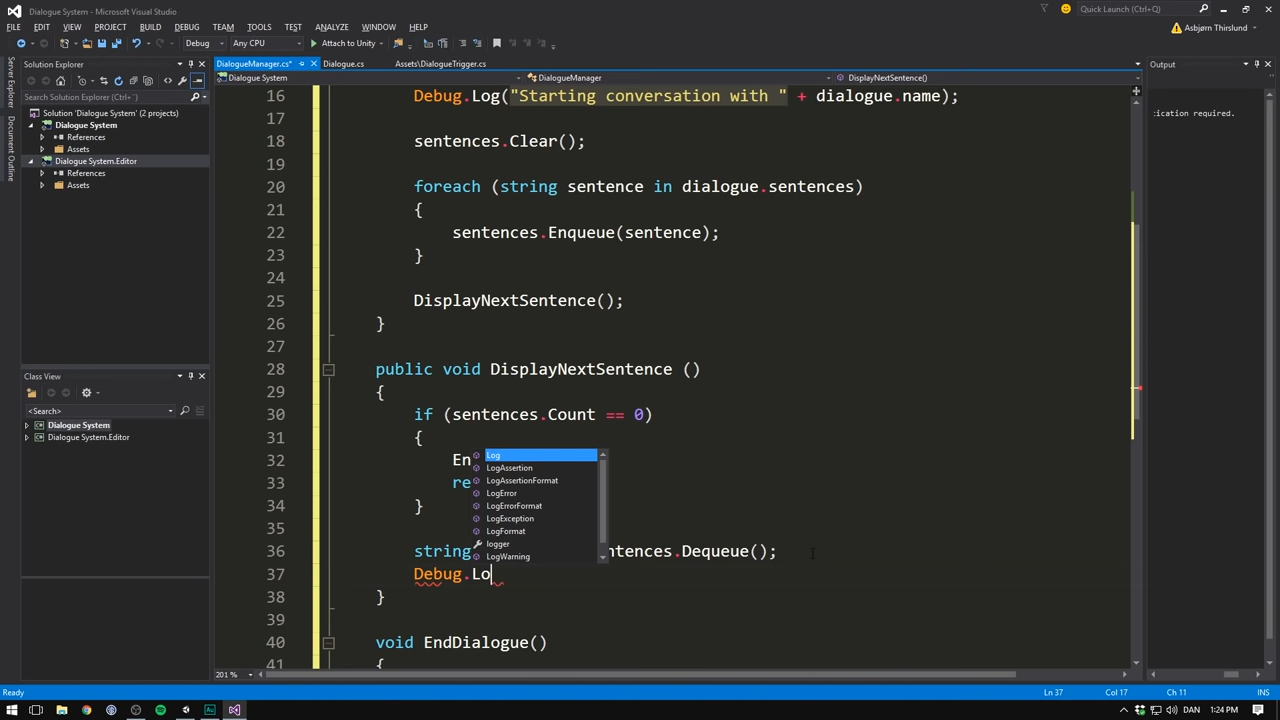 Dialogue System - Microsoft Visual Studio
Quick Launch (Ctrl+Q)
FILE EDIT VIEW PROJECT BUILD DEBUG TEAM TOOLS TEST ANALYZE WINDOW HELP
Asbjørn Thirslund
Debug Any CPU Attach to Unity
Server Explorer
Document Outline
Solution Explorer
Search Solution Explorer (Ctrl+¨)
Solution 'Dialogue System' (2 projects)
Dialogue System
References
Assets
Dialogue System.Editor
References
Assets
Class View
<Search>
Dialogue System
Dialogue System.Editor
DialogueManager.cs* Dialogue.cs Assets\DialogueTrigger.cs
Dialogue System DialogueManager DisplayNextSentence()
16 Debug.Log("Starting conversation with " + dialogue.name);
17
18 sentences.Clear();
19
20 foreach (string sentence in dialogue.sentences)
21 {
22 sentences.Enqueue(sentence);
23 }
24
25 DisplayNextSentence();
26 }
27
28 public void DisplayNextSentence ()
29 {
30 if (sentences.Count == 0)
31 {
32 En
33 re
34 }
35
36 string ntences.Dequeue();
37 Debug.Lo
38 }
39
40 void EndDialogue()
41 {
Log
LogAssertion
LogAssertionFormat
LogError
LogErrorFormat
LogException
LogFormat
logger
LogWarning
201 %
Output
ication required.
Ready Ln 37 Col 17 Ch 11 INS
DAN 1:24 PM